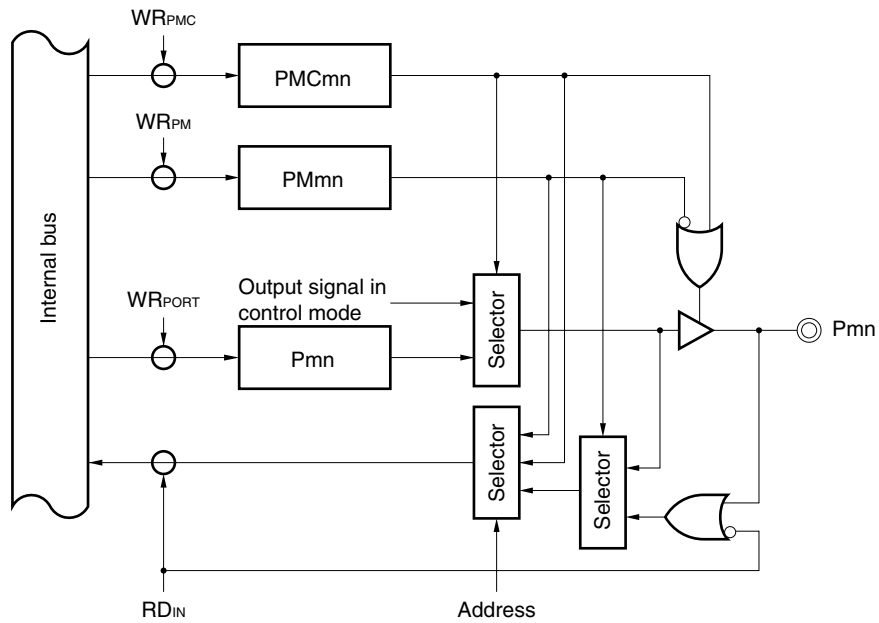 WRPMC
PMCmn
WRPM
PMmn
Internal bus
Output signal in
control mode
WRPORT
Pmn
Selector
Pmn
Selector
Selector
RDIN
Address